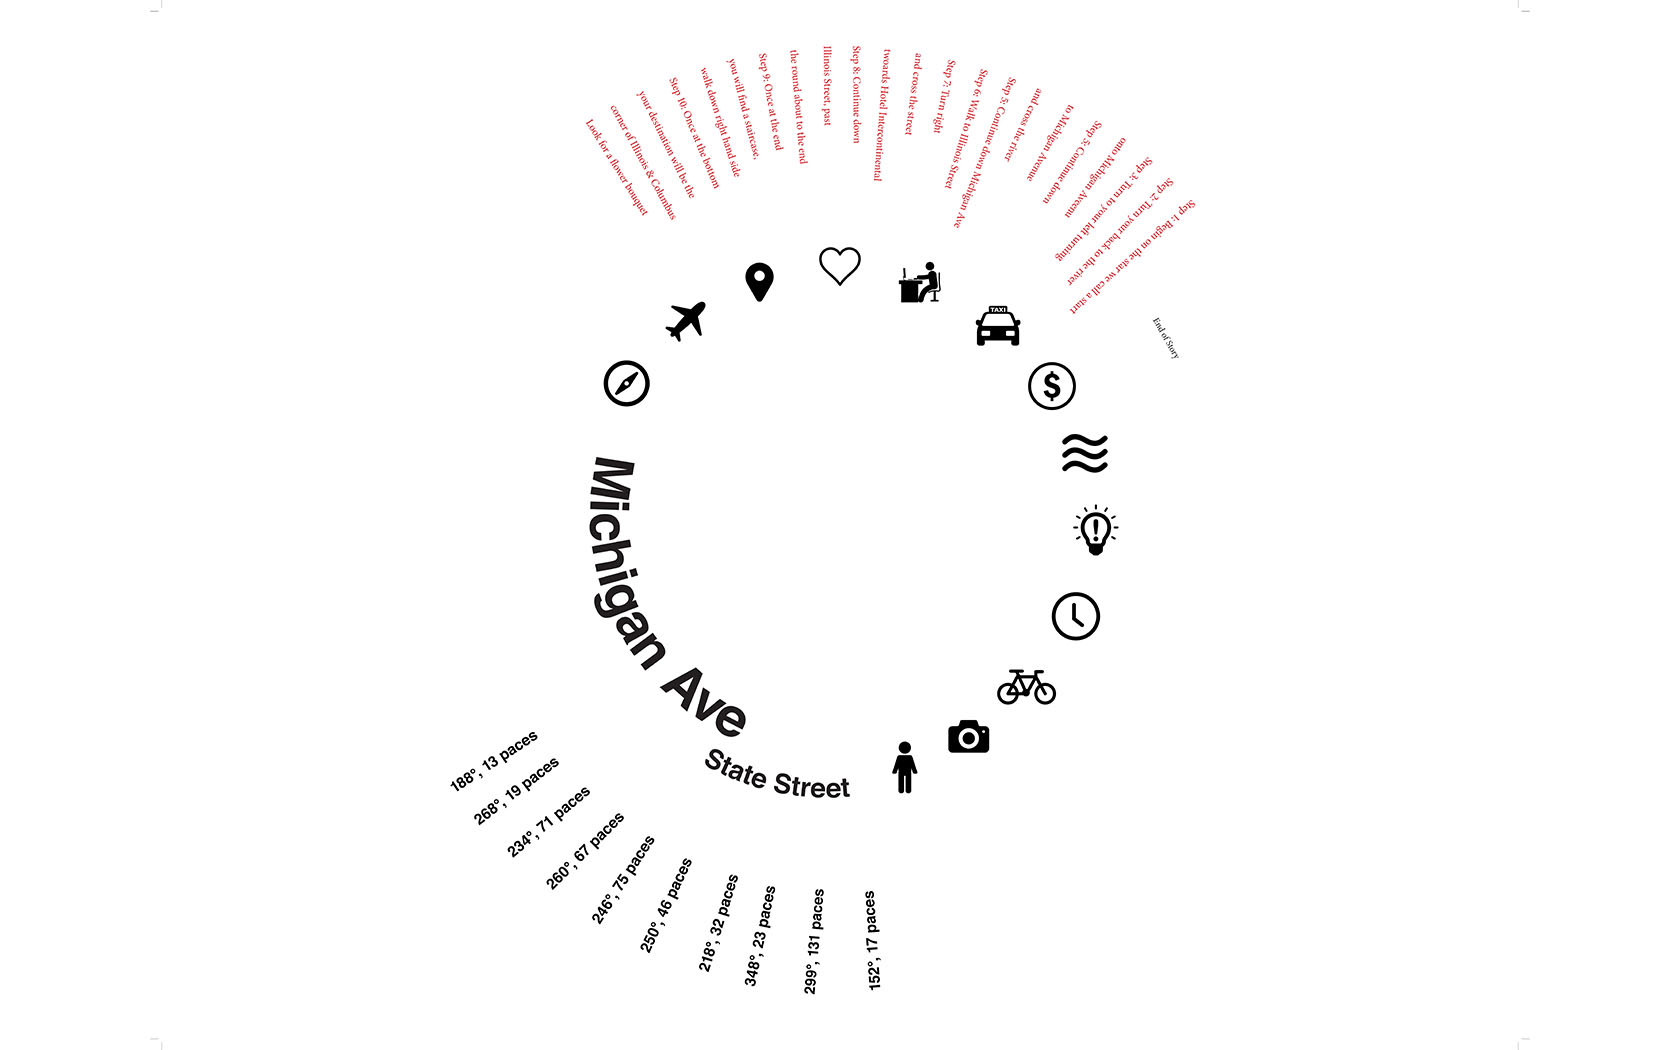 Step 1: Begin on the star we call a start
Step 2: Turn your back to the river
Step 3: Turn to your left turning
onto Michigan Aveenu
Step 5: Continue down
to Michigan Avenue
and cross the river
Step 5: Continue down Michigan Ave
Step 6: Walk to Illinois Street
Step 7: Turn right
and cross the street
twoards Hotel Intercontinental
Step 8: Continue down
Illinois Street, past
the round about to the end
Step 9: Once at the end
you will find a staircase,
walk down right hand side
Step 10: Once at the bottom
your destination will be the
corner of Illinois & Columbus
Look for a flower bouquet
End of Story
TAXI
$
!
Michigan Ave
State Street
188°, 13 paces
268°, 19 paces
234°, 71 paces
260°, 67 paces
246°, 75 paces
250°, 46 paces
218°, 32 paces
348°, 23 paces
299°, 131 paces
152°, 17 paces